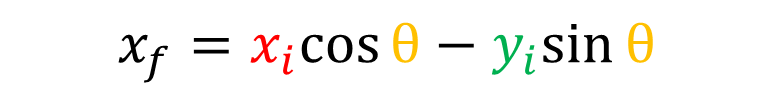 x_f = x_i cos θ − y_i sin θ